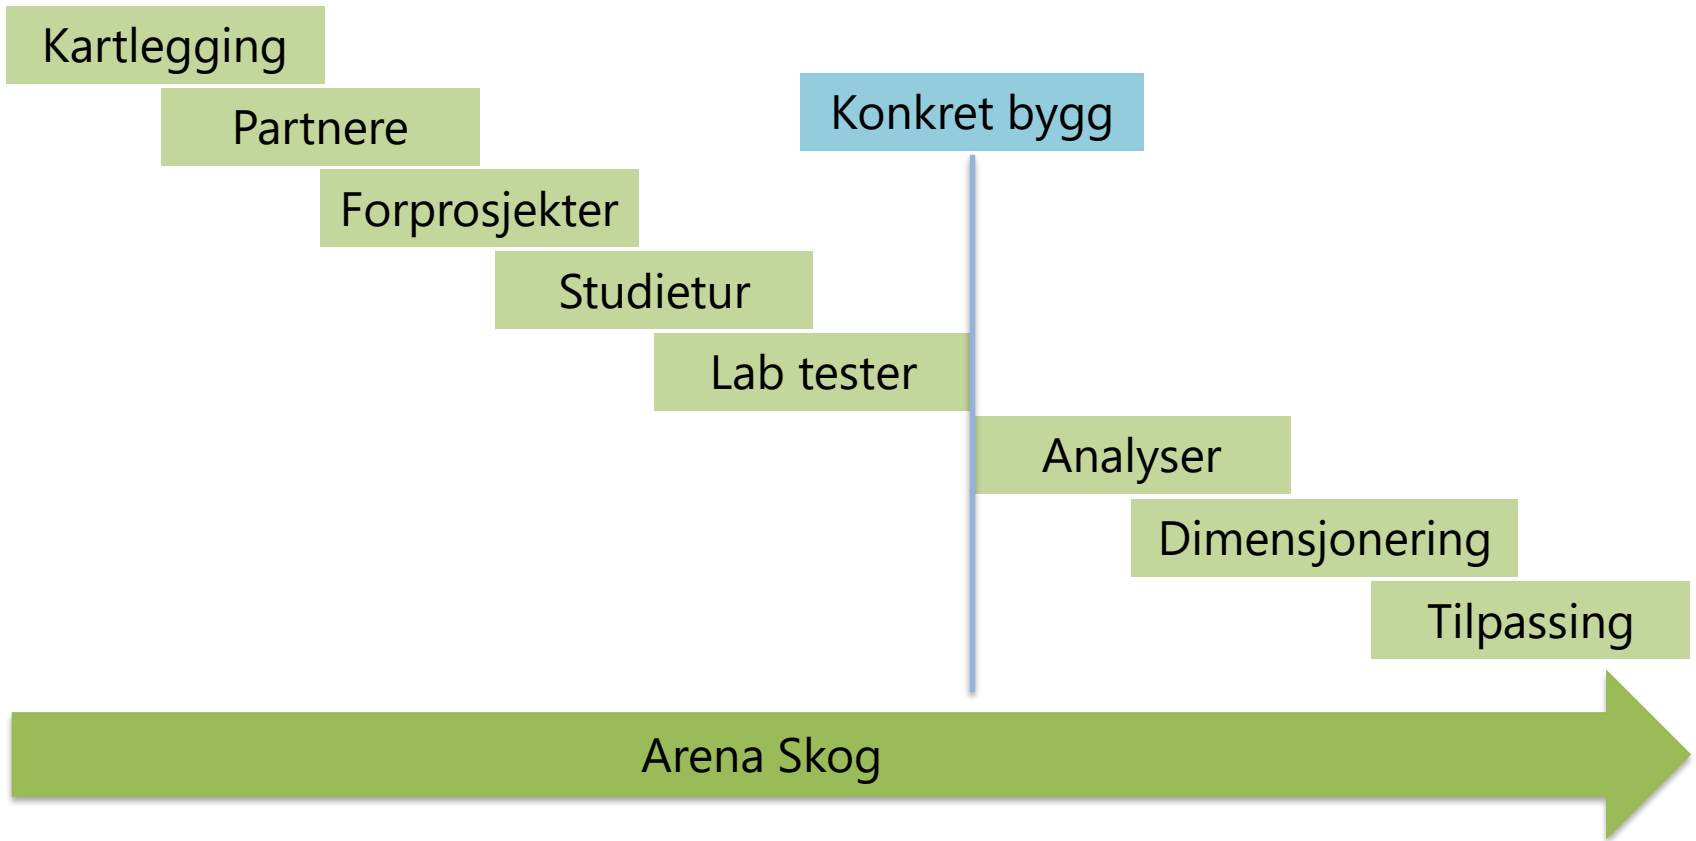 Kartlegging
Partnere
Konkret bygg
Forprosjekter
Studietur
Lab tester
Analyser
Dimensjonering
Tilpassing
Arena Skog